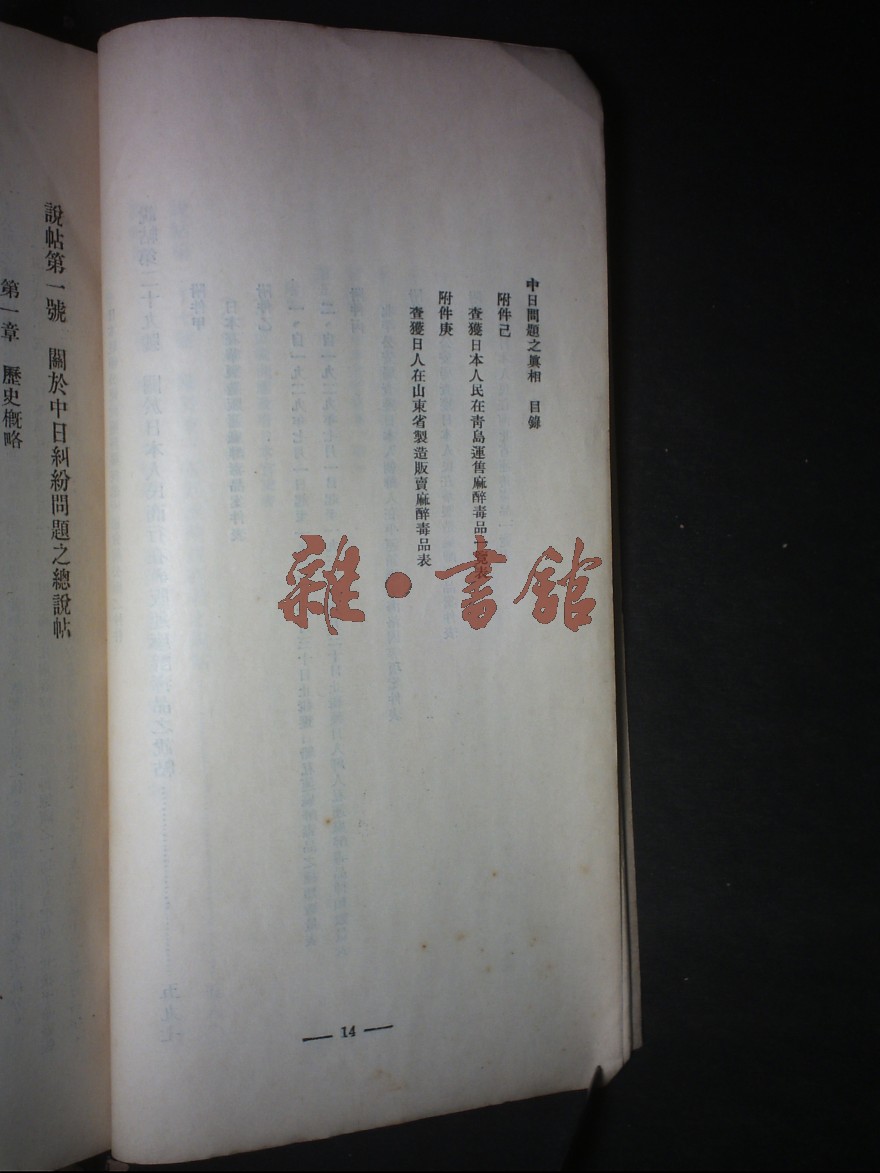 中日問題之眞相　目錄
附件己
查獲日本人民在靑島運售麻醉毒品一覽表
附件庚
查獲日人在山東省製造販賣麻醉毒品表
— 14 —
說帖第一號　關於中日糾紛問題之總說帖
第一章　歷史槪略
雜·書館